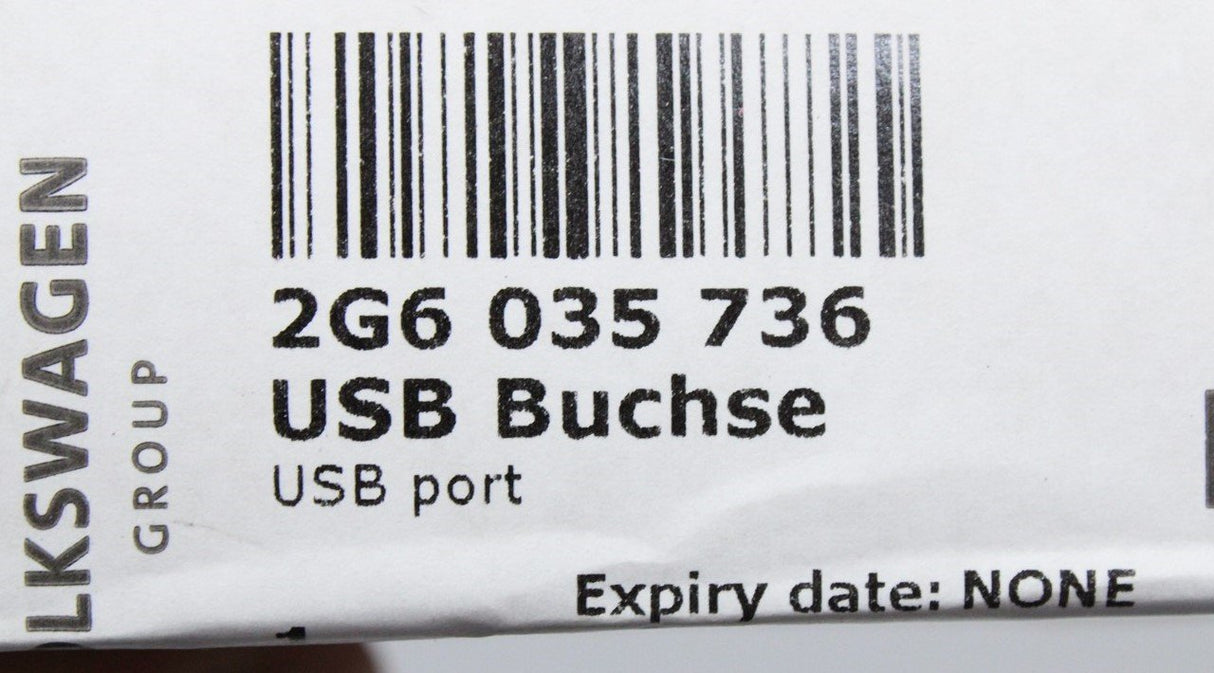 2G6 035 736
USB Buchse
USB port
Expiry date: NONE
LKSWAGEN
GROUP